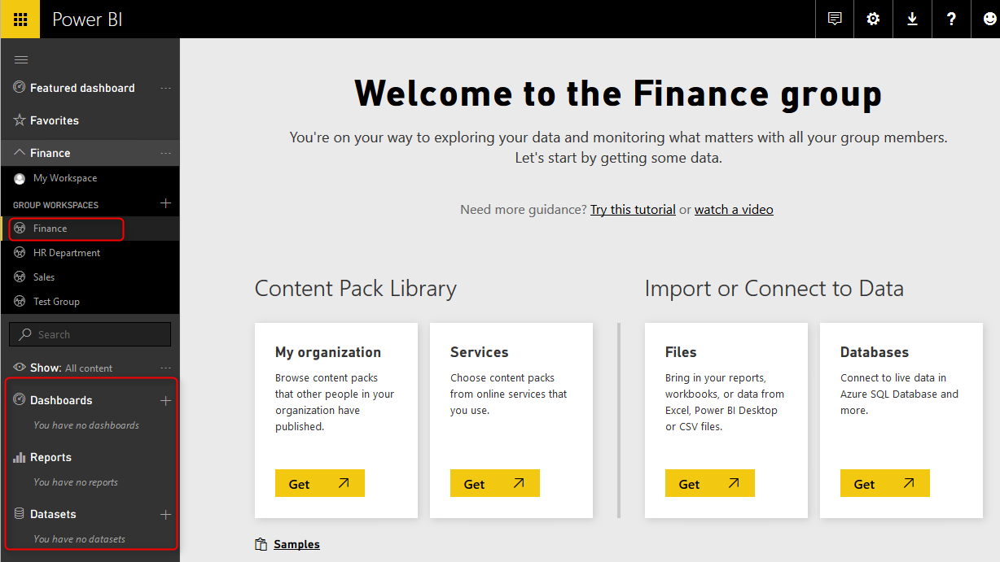 Power BI
?
Featured dashboard ...
Favorites
Finance ...
My Workspace
GROUP WORKSPACES +
Finance
HR Department
Sales
Test Group
Search
Show: All content ...
Dashboards +
You have no dashboards
Reports
You have no reports
Datasets +
You have no datasets
Welcome to the Finance group
You're on your way to exploring your data and monitoring what matters with all your group members.
Let's start by getting some data.
Need more guidance? Try this tutorial or watch a video
Content Pack Library
My organization
Browse content packs
that other people in your
organization have
published.
Get
Services
Choose content packs
from online services that
you use.
Get
Import or Connect to Data
Files
Bring in your reports,
workbooks, or data from
Excel, Power BI Desktop
or CSV files.
Get
Databases
Connect to live data in
Azure SQL Database and
more.
Get
Samples